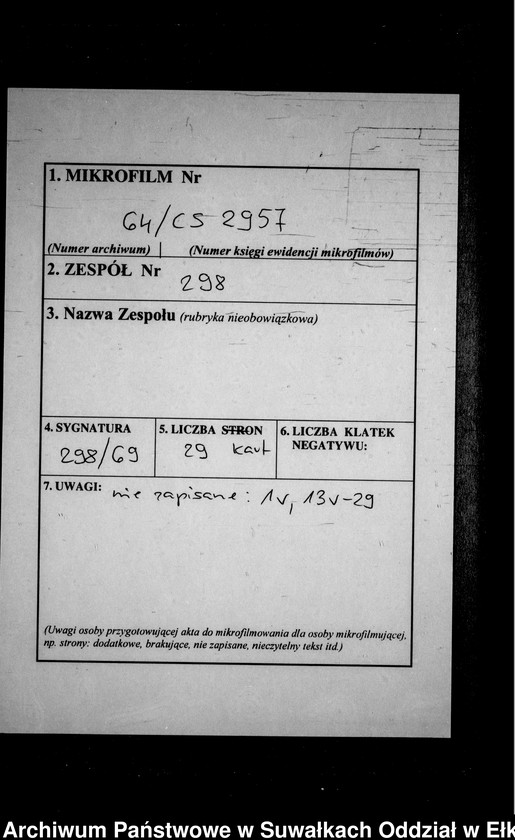 1. MIKROFILM Nr
64/CS 2957
(Numer archiwum) | (Numer księgi ewidencji mikrofilmów)
2. ZESPÓŁ Nr
298
3. Nazwa Zespołu (rubryka nieobowiązkowa)
4. SYGNATURA
298/69
5. LICZBA STRON
29 kart
6. LICZBA KLATEK
NEGATYWU:
7. UWAGI: nie zapisane: 1v, 13v-29
(Uwagi osoby przygotowującej akta do mikrofilmowania dla osoby mikrofilmującej,
np. strony: dodatkowe, brakujące, nie zapisane, nieczytelny tekst itd.)
Archiwum Państwowe w Suwałkach Oddział w Ełk